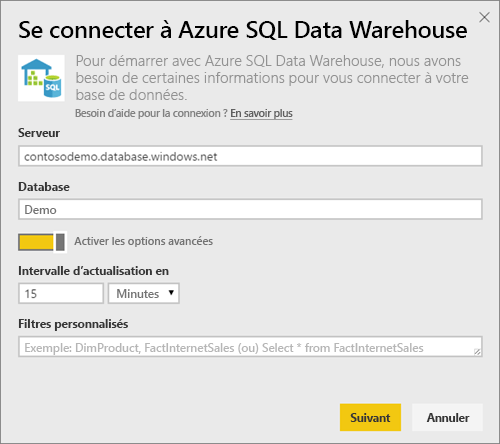 Se connecter à Azure SQL Data Warehouse
Pour démarrer avec Azure SQL Data Warehouse, nous avons
besoin de certaines informations pour vous connecter à votre
base de données.
SQL
Besoin d'aide pour la connexion ? En savoir plus
Serveur
contosodemo.database.windows.net
Database
Demo
Activer les options avancées
Intervalle d'actualisation en
15 Minutes
Filtres personnalisés
Exemple: DimProduct, FactInternetSales (ou) Select * from FactInternetSales
Suivant Annuler